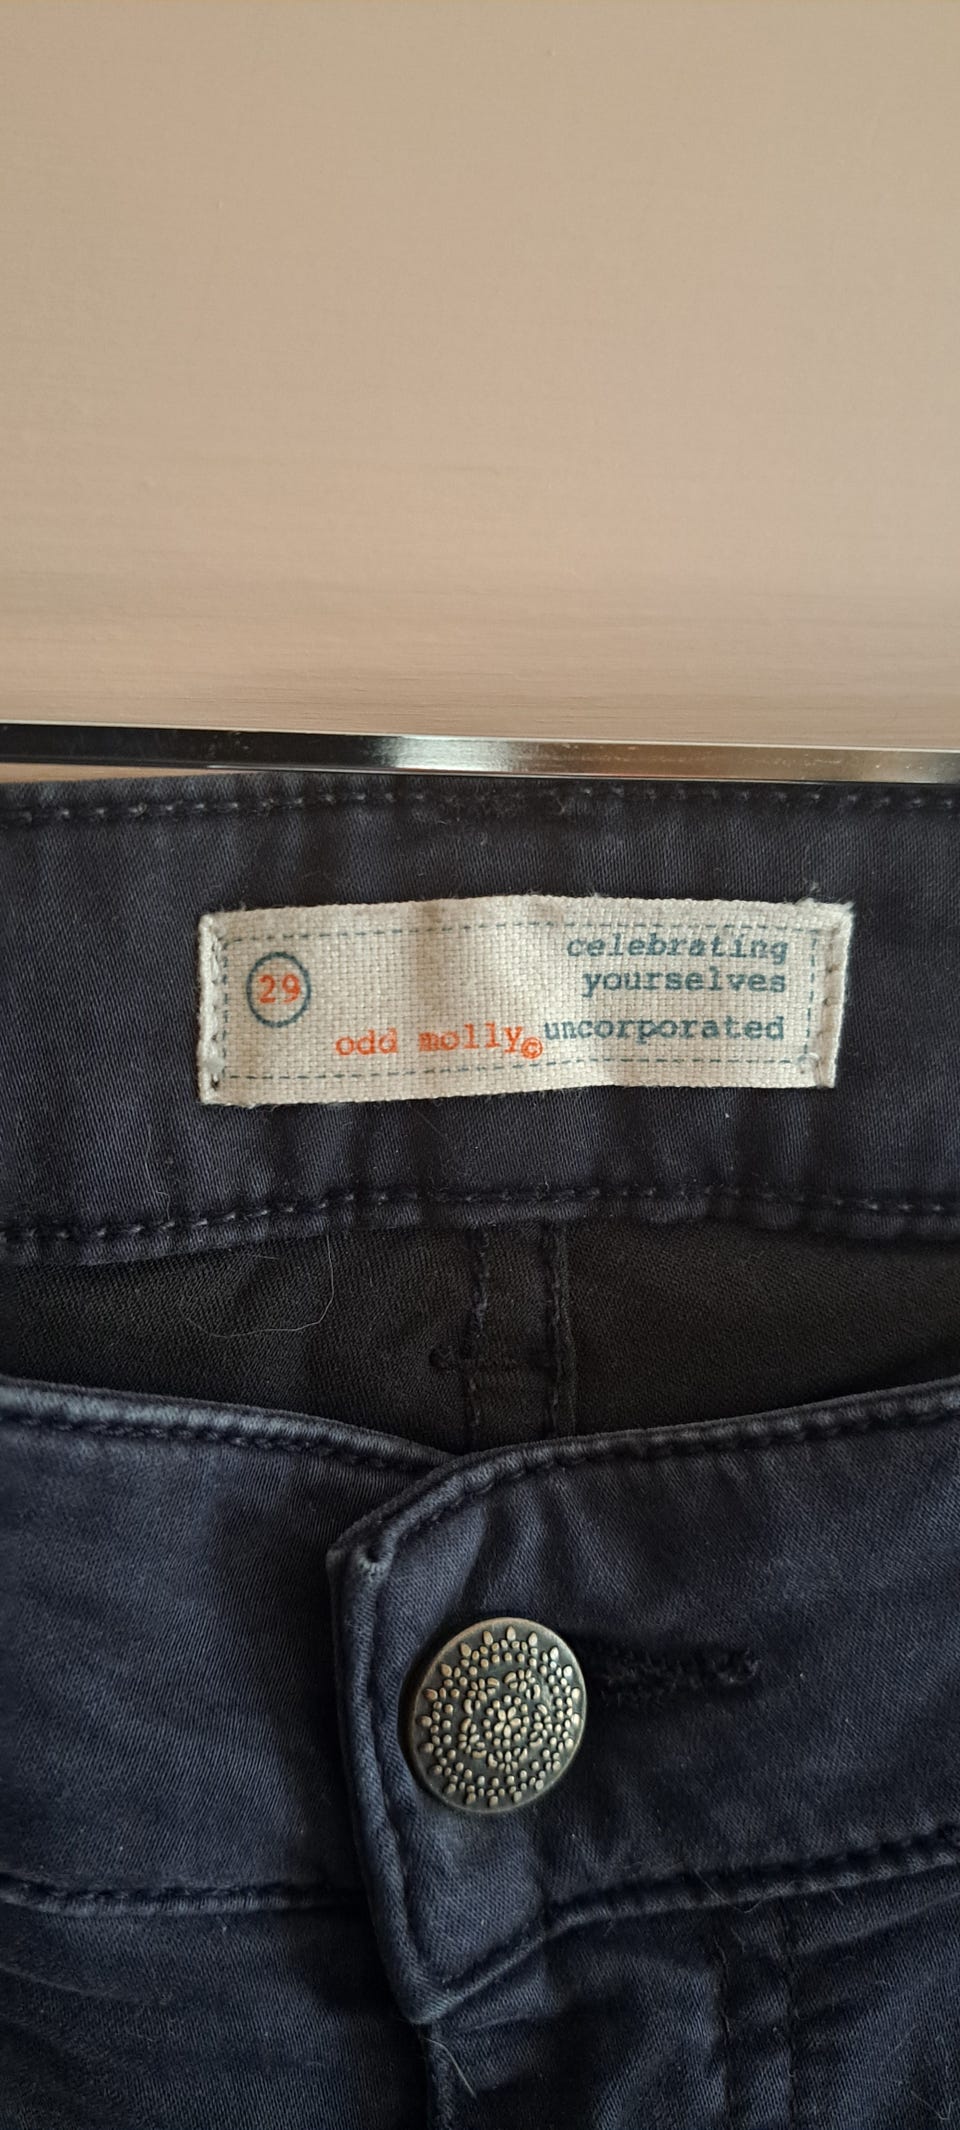 29
celebrating
yourselves
odd molly© uncorporated